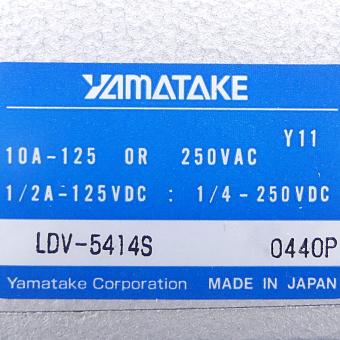 YAMATAKE
Y11
10A-125 OR 250VAC
1/2A-125VDC : 1/4-250VDC
LDV-5414S 0440P
Yamatake Corporation MADE IN JAPAN